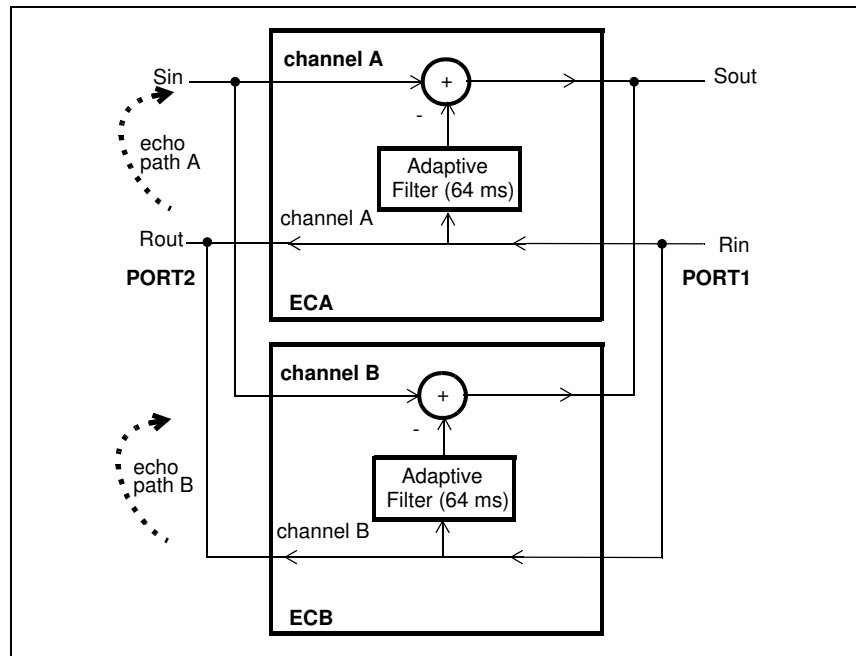 channel A
Sin
+
Sout
-
echo
path A
Adaptive
Filter (64 ms)
channel A
Rout
Rin
PORT2
PORT1
ECA
channel B
+
-
echo
path B
Adaptive
Filter (64 ms)
channel B
ECB